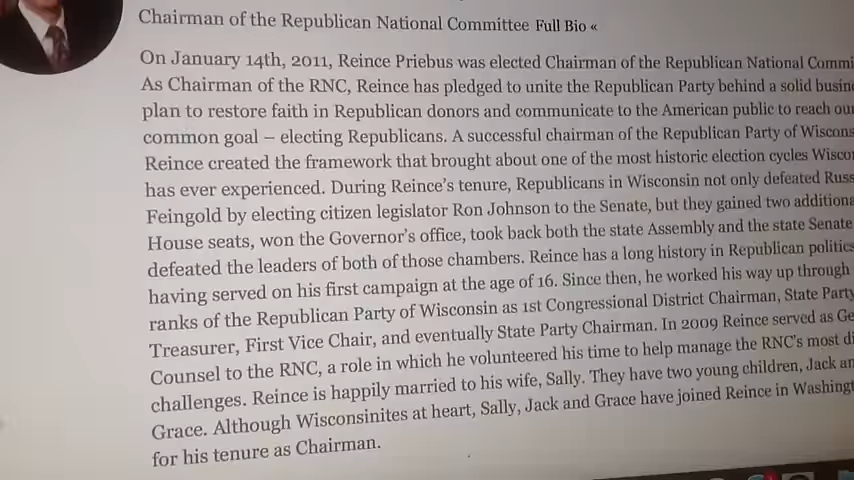 Chairman of the Republican National Committee Full Bio «
On January 14th, 2011, Reince Priebus was elected Chairman of the Republican National Commi
As Chairman of the RNC, Reince has pledged to unite the Republican Party behind a solid busine
plan to restore faith in Republican donors and communicate to the American public to reach our
common goal – electing Republicans. A successful chairman of the Republican Party of Wiscons
Reince created the framework that brought about one of the most historic election cycles Wiscon
has ever experienced. During Reince's tenure, Republicans in Wisconsin not only defeated Russ
Feingold by electing citizen legislator Ron Johnson to the Senate, but they gained two additiona
House seats, won the Governor's office, took back both the state Assembly and the state Senate
defeated the leaders of both of those chambers. Reince has a long history in Republican politics
having served on his first campaign at the age of 16. Since then, he worked his way up through
ranks of the Republican Party of Wisconsin as 1st Congressional District Chairman, State Party
Treasurer, First Vice Chair, and eventually State Party Chairman. In 2009 Reince served as Ge
Counsel to the RNC, a role in which he volunteered his time to help manage the RNC's most di
challenges. Reince is happily married to his wife, Sally. They have two young children, Jack an
Grace. Although Wisconsinites at heart, Sally, Jack and Grace have joined Reince in Washingt
for his tenure as Chairman.